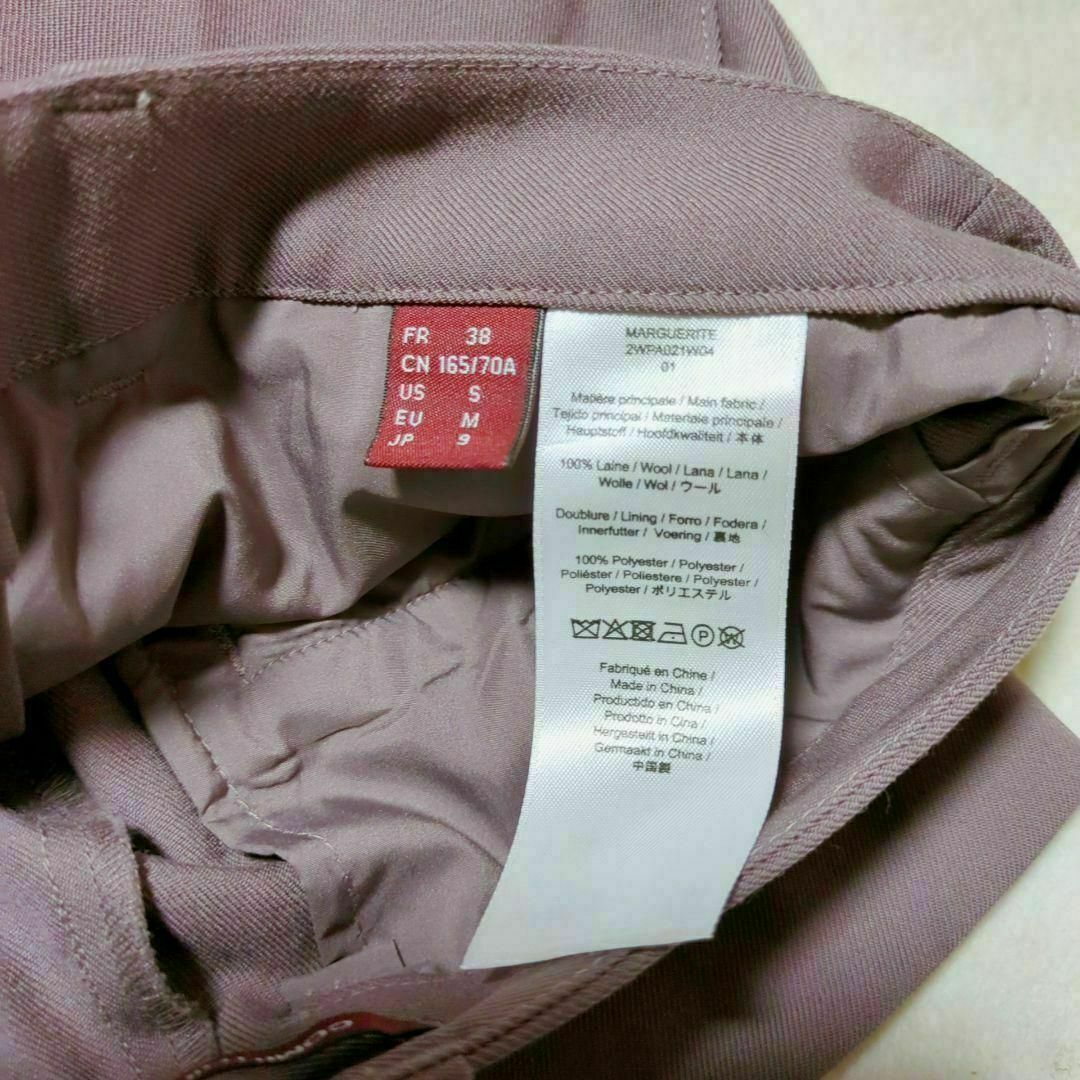 FR 38
CN 165/70A
US S
EU M
JP 9
MARGUERITE
2WPA021W04
01
Matière principale / Main fabric /
Tejido principal / Materiale principale /
Hauptstoff / Hoofdkwaliteit / 本体
100% Laine / Wool / Lana / Lana /
Wolle / Wol / ウール
Doublure / Lining / Forro / Fodera /
Innerfutter / Voering / 裏地
100% Polyester / Polyester /
Poliéster / Poliestere / Polyester /
Polyester / ポリエステル
P W
Fabriqué en Chine /
Made in China /
Productido en China /
Prodotto in Cina /
Hergestellt in China /
Germaakt in China /
中国製